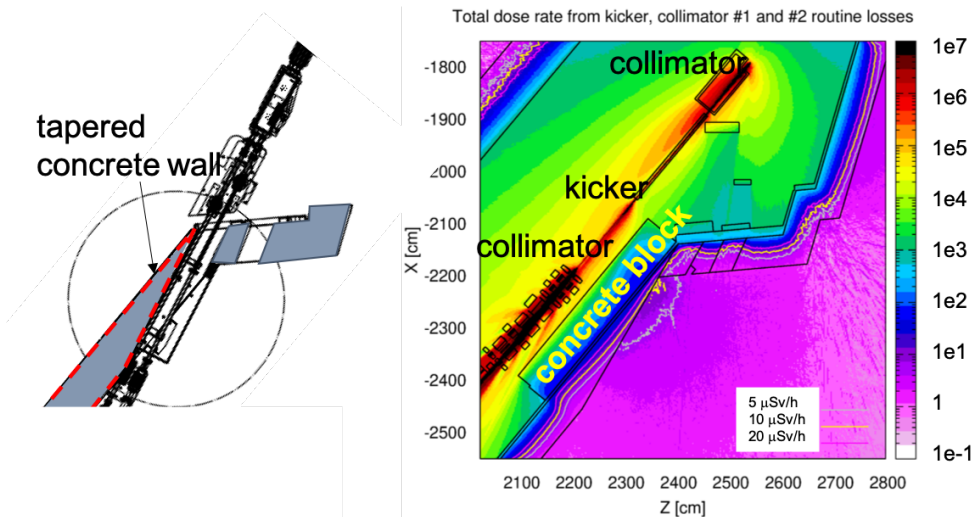 Total dose rate from kicker, collimator #1 and #2 routine losses
tapered
concrete wall
collimator
kicker
collimator
concrete block
X [cm]
-1800
-1900
-2000
-2100
-2200
-2300
-2400
-2500
2100 2200 2300 2400 2500 2600 2700 2800
Z [cm]
5 µSv/h
10 µSv/h
20 µSv/h
1e7
1e6
1e5
1e4
1e3
1e2
1e1
1
1e-1